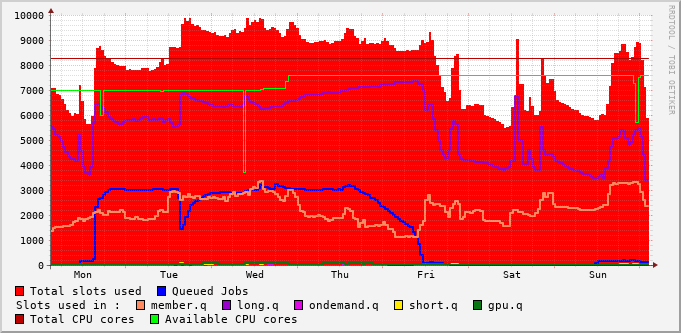 10000
9000
8000
7000
6000
5000
4000
3000
2000
1000
0
Mon Tue Wed Thu Fri Sat Sun
RRDTOOL / TOBI OETIKER
Total slots used Queued Jobs
Slots used in : member.q long.q ondemand.q short.q gpu.q
Total CPU cores Available CPU cores